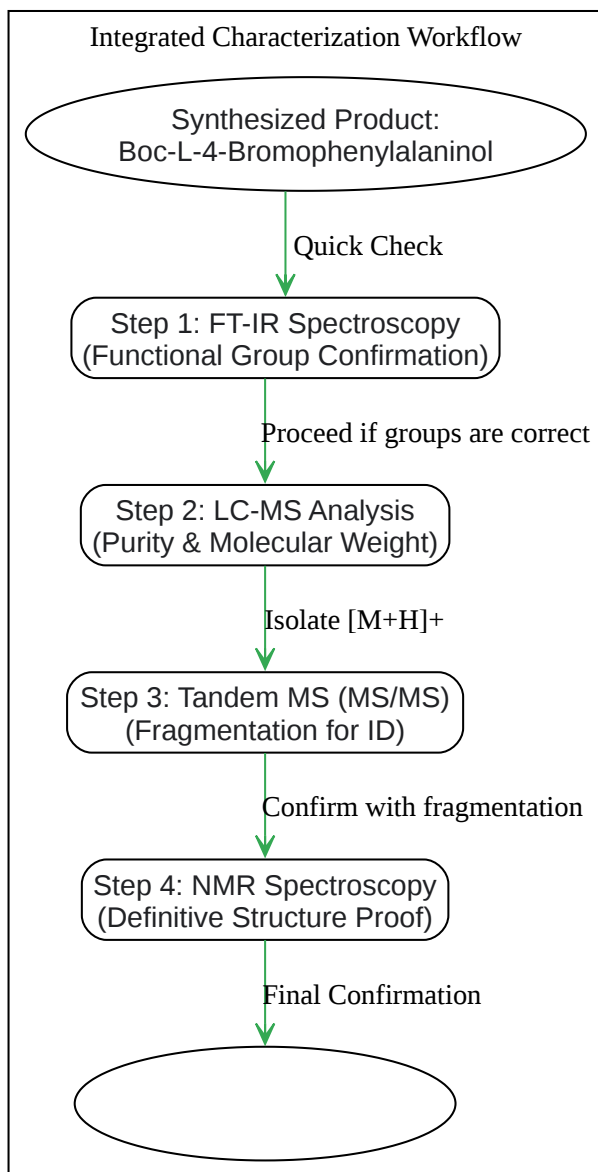 Integrated Characterization Workflow
Synthesized Product:
Boc-L-4-Bromophenylalaninol
Quick Check
Step 1: FT-IR Spectroscopy
(Functional Group Confirmation)
Proceed if groups are correct
Step 2: LC-MS Analysis
(Purity & Molecular Weight)
Isolate [M+H]+
Step 3: Tandem MS (MS/MS)
(Fragmentation for ID)
Confirm with fragmentation
Step 4: NMR Spectroscopy
(Definitive Structure Proof)
Final Confirmation